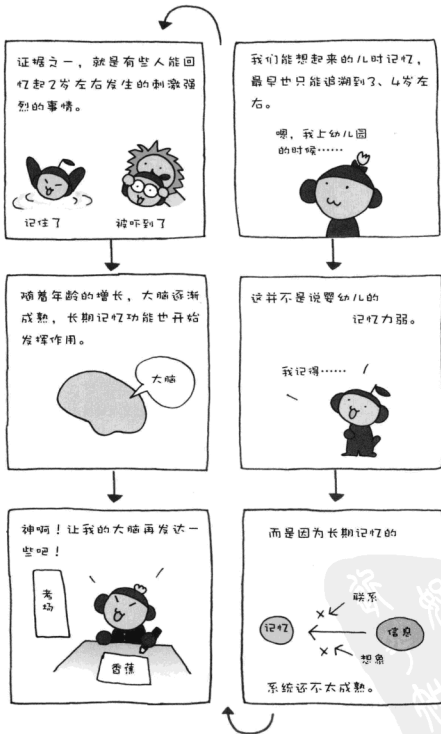 我们能想起来的儿时记忆，
最早也只能追溯到3、4岁左
右。
嗯，我上幼儿园
的时候……
这并不是说婴幼儿的
记忆力弱。
我记得……
而是因为长期记忆的
联系
记忆
信息
想象
系统还不太成熟。
证据之一，就是有些人能回
忆起2岁左右发生的刺激强
烈的事情。
记住了
被吓到了
随着年龄的增长，大脑逐渐
成熟，长期记忆功能也开始
发挥作用。
大脑
神啊！让我的大脑再发达一
些吧！
考场
香蕉